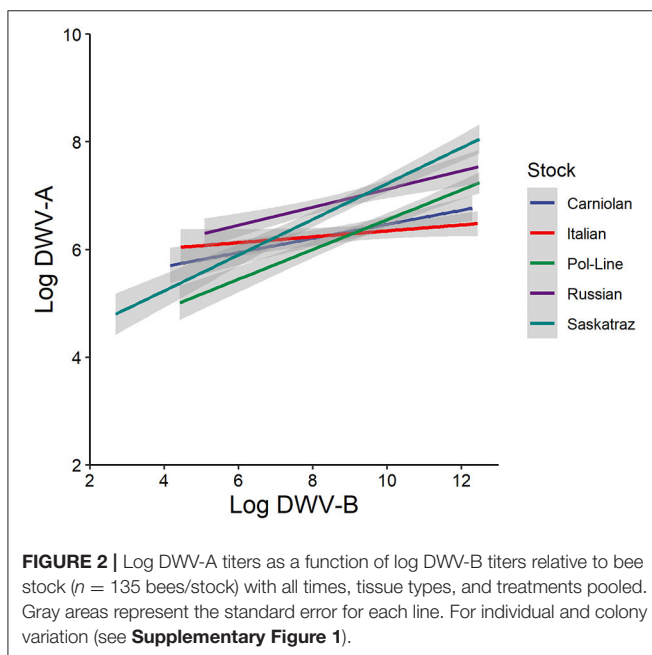 10
8
6
4
2
Log DWV-A
2 4 6 8 10 12
Log DWV-B
Stock
Carniolan
Italian
Pol-Line
Russian
Saskatraz
FIGURE 2 | Log DWV-A titers as a function of log DWV-B titers relative to bee
stock (n = 135 bees/stock) with all times, tissue types, and treatments pooled.
Gray areas represent the standard error for each line. For individual and colony
variation (see Supplementary Figure 1).